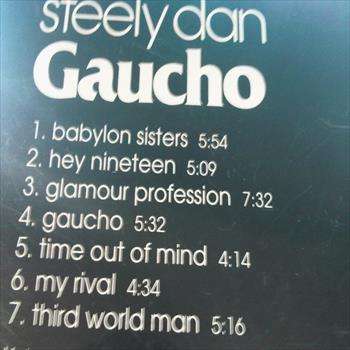 steely dan
Gaucho
1. babylon sisters 5:54
2. hey nineteen 5:09
3. glamour profession 7:32
4. gaucho 5:32
5. time out of mind 4:14
6. my rival 4:34
7. third world man 5:16